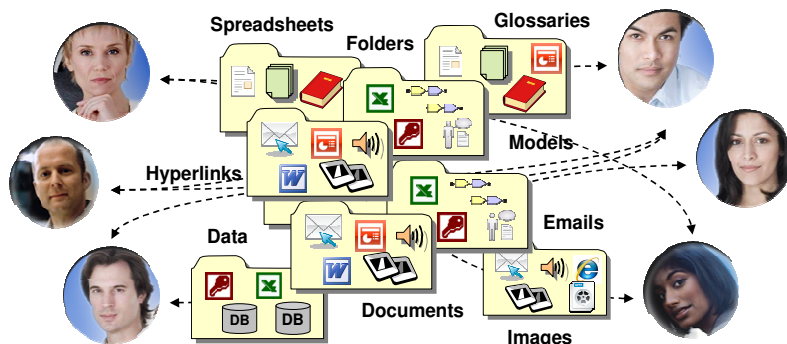 Spreadsheets
Glossaries
Folders
Models
Hyperlinks
Emails
Data
Documents
DB
DB
Images